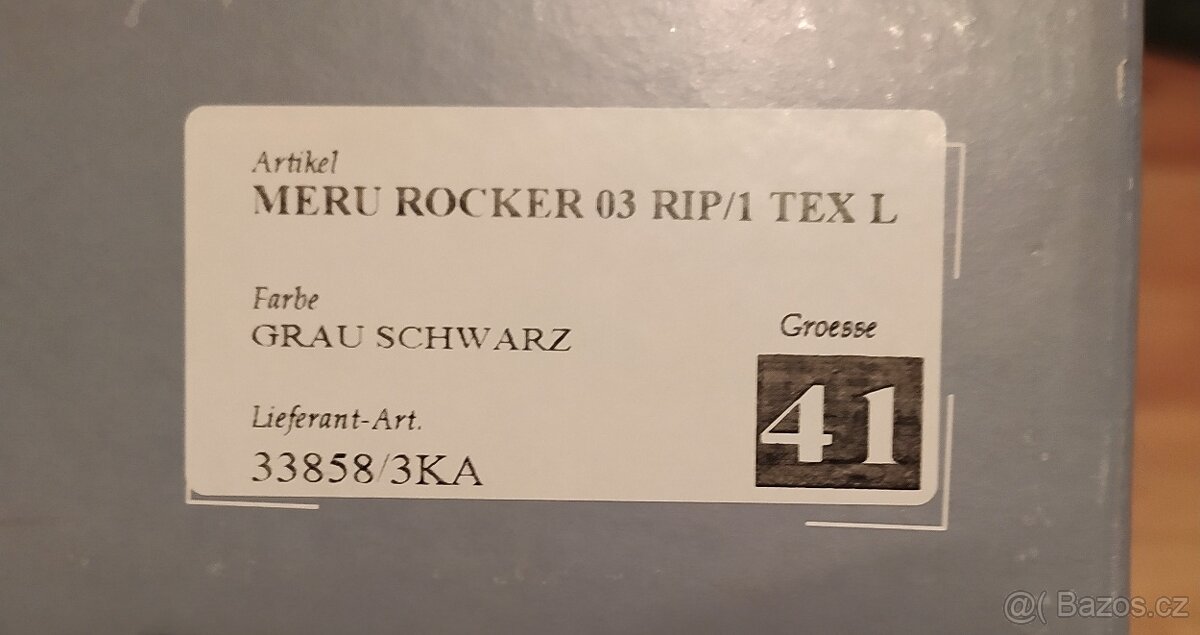 Artikel
MERU ROCKER 03 RIP/1 TEX L
Farbe
GRAU SCHWARZ
Groesse
41
Lieferant-Art.
33858/3KA
@( Bazos.cz